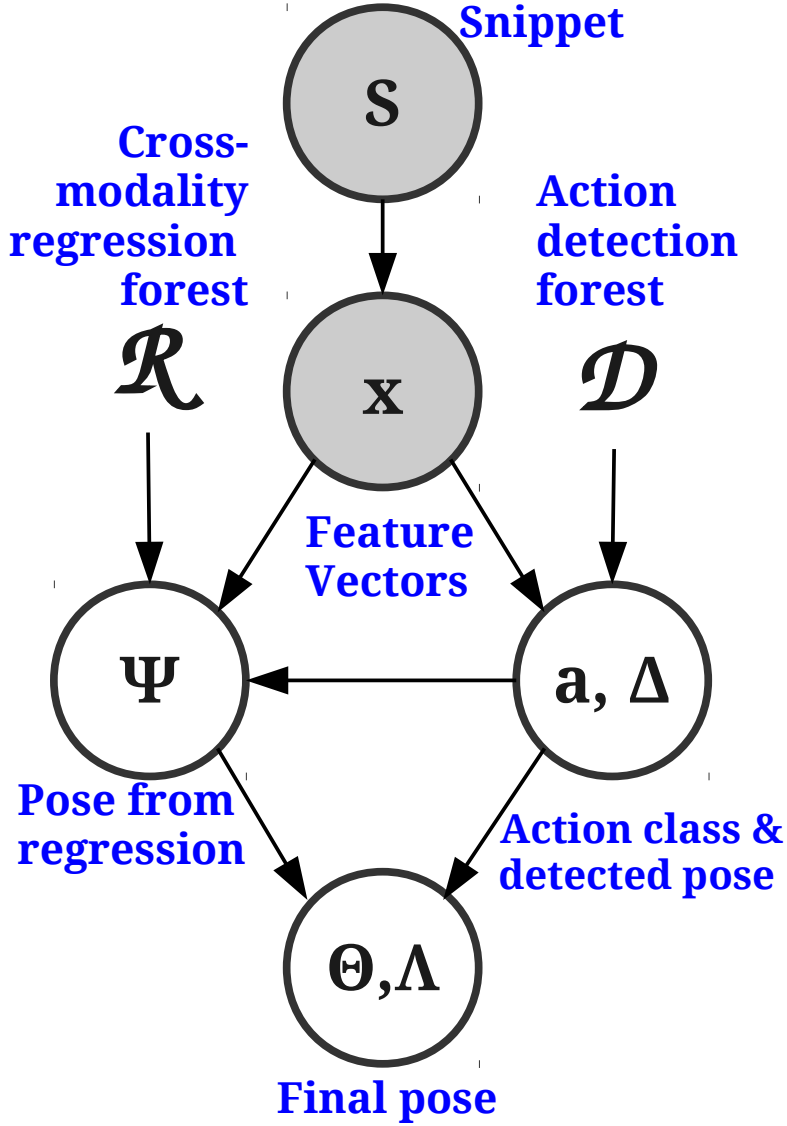 Snippet
S
Cross-
modality
regression
forest
Action
detection
forest
ℛ
x
𝒟
Feature
Vectors
Ψ
a, Δ
Pose from
regression
Action class &
detected pose
Θ,Λ
Final pose